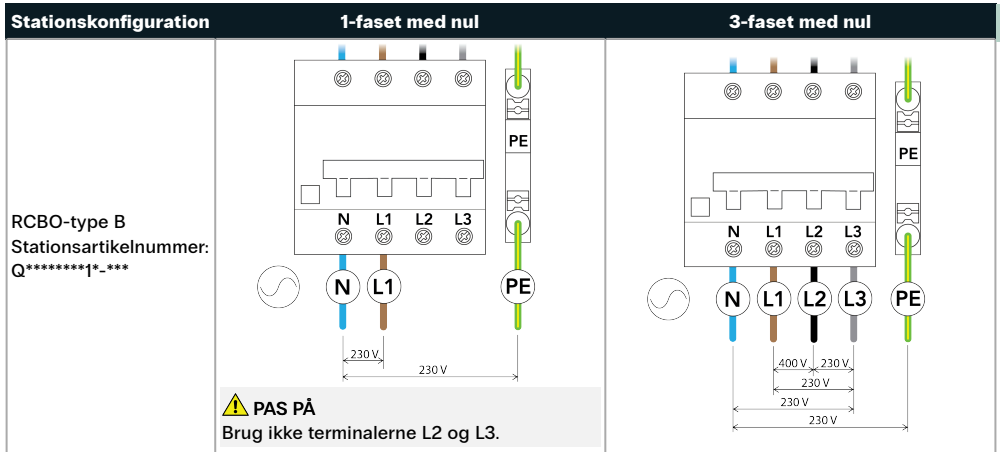 Stationskonfiguration
1-faset med nul
3-faset med nul
RCBO-type B
Stationsartikelnummer:
Q********1*-***
PE
N L1 L2 L3
N L1 PE
230 V
230 V
PAS PÅ
Brug ikke terminalerne L2 og L3.
PE
N L1 L2 L3
N L1 L2 L3 PE
400 V 230 V
230 V
230 V
230 V